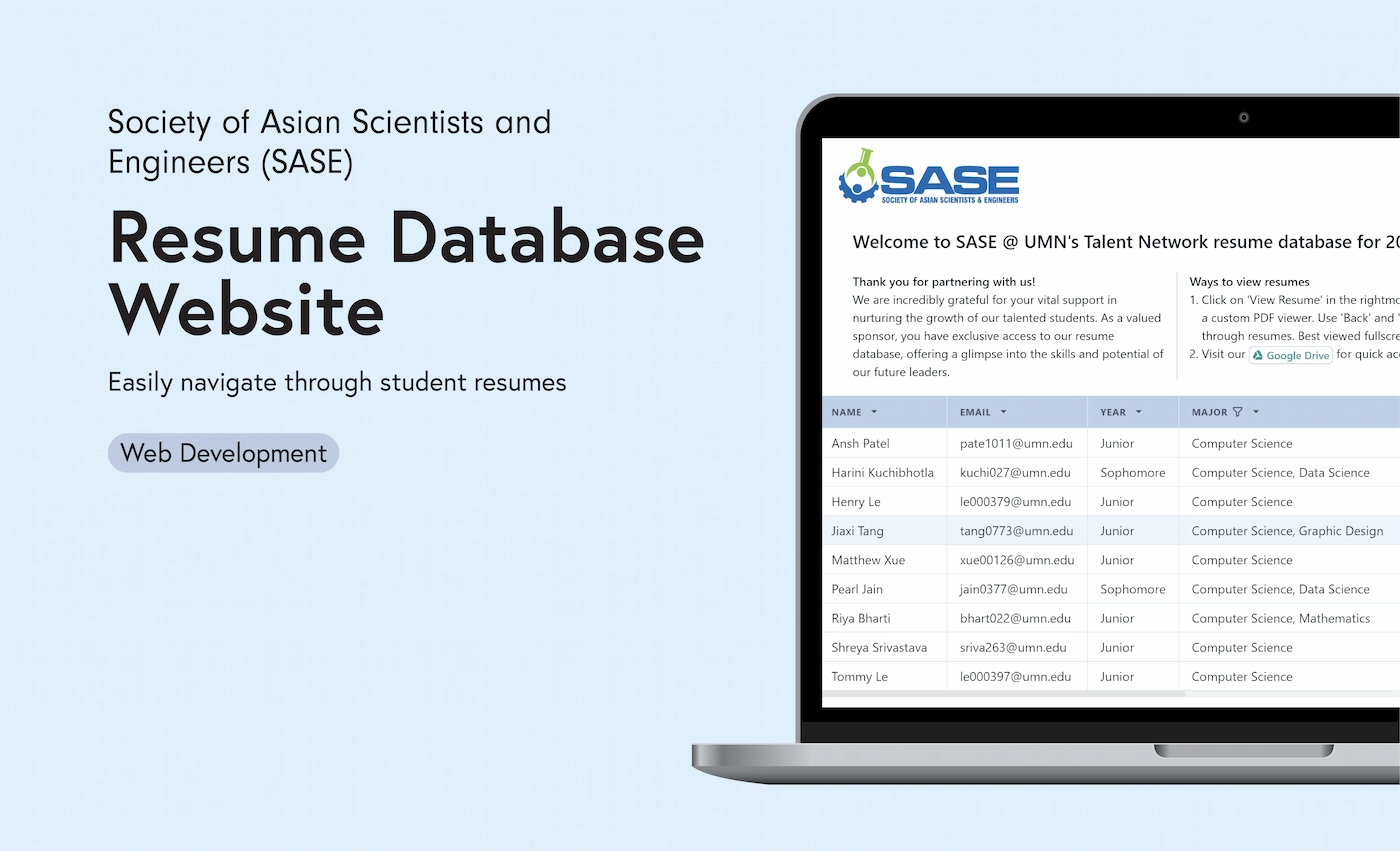 Society of Asian Scientists and
Engineers (SASE)
Resume Database
Website
Easily navigate through student resumes
Web Development
SASE
SOCIETY OF ASIAN SCIENTISTS & ENGINEERS
Welcome to SASE @ UMN's Talent Network resume database for
Thank you for partnering with us!
We are incredibly grateful for your vital support in
nurturing the growth of our talented students. As a valued
sponsor, you have exclusive access to our resume
database, offering a glimpse into the skills and potential of
our future leaders.
Ways to view resumes
1. Click on 'View Resume' in the
a custom PDF viewer. Use 'Back' and
through resumes. Best viewed
2. Visit our Google Drive for quick
NAME EMAIL YEAR MAJOR
Ansh Patel pate1011@umn.edu Junior Computer Science
Harini Kuchibhotla kuchi027@umn.edu Sophomore Computer Science, Data Science
Henry Le le000379@umn.edu Junior Computer Science
Jiaxi Tang tang0773@umn.edu Junior Computer Science, Graphic Design
Matthew Xue xue00126@umn.edu Junior Computer Science
Pearl Jain jain0377@umn.edu Sophomore Computer Science, Data Science
Riya Bharti bhart022@umn.edu Junior Computer Science, Mathematics
Shreya Srivastava sriva263@umn.edu Junior Computer Science
Tommy Le le000397@umn.edu Junior Computer Science